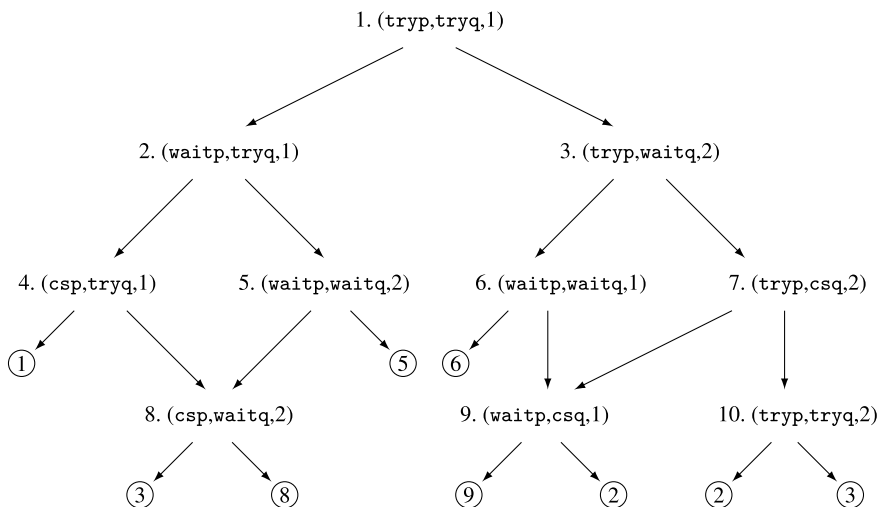 1. (tryp,tryq,1)
2. (waitp,tryq,1) 3. (tryp,waitq,2)
4. (csp,tryq,1) 5. (waitp,waitq,2) 6. (waitp,waitq,1) 7. (tryp,csq,2)
1 5 6
8. (csp,waitq,2) 9. (waitp,csq,1) 10. (tryp,tryq,2)
3 8 9 2 2 3